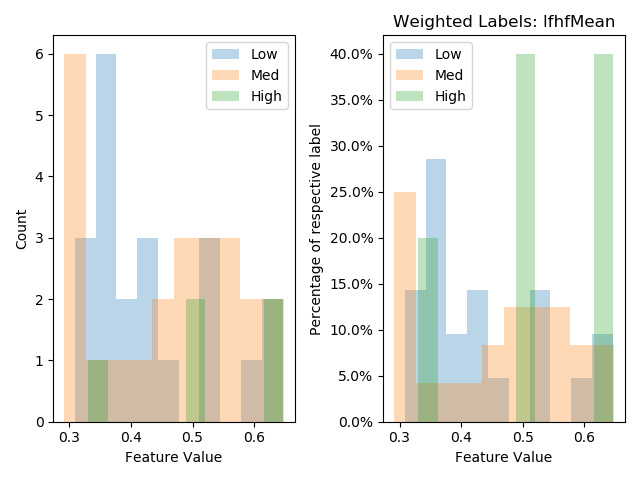 6
5
4
3
2
1
0
Count
0.3 0.4 0.5 0.6
Feature Value
Low
Med
High
Weighted Labels: lfhfMean
40.0%
35.0%
30.0%
25.0%
20.0%
15.0%
10.0%
5.0%
0.0%
Percentage of respective label
0.3 0.4 0.5 0.6
Feature Value
Low
Med
High